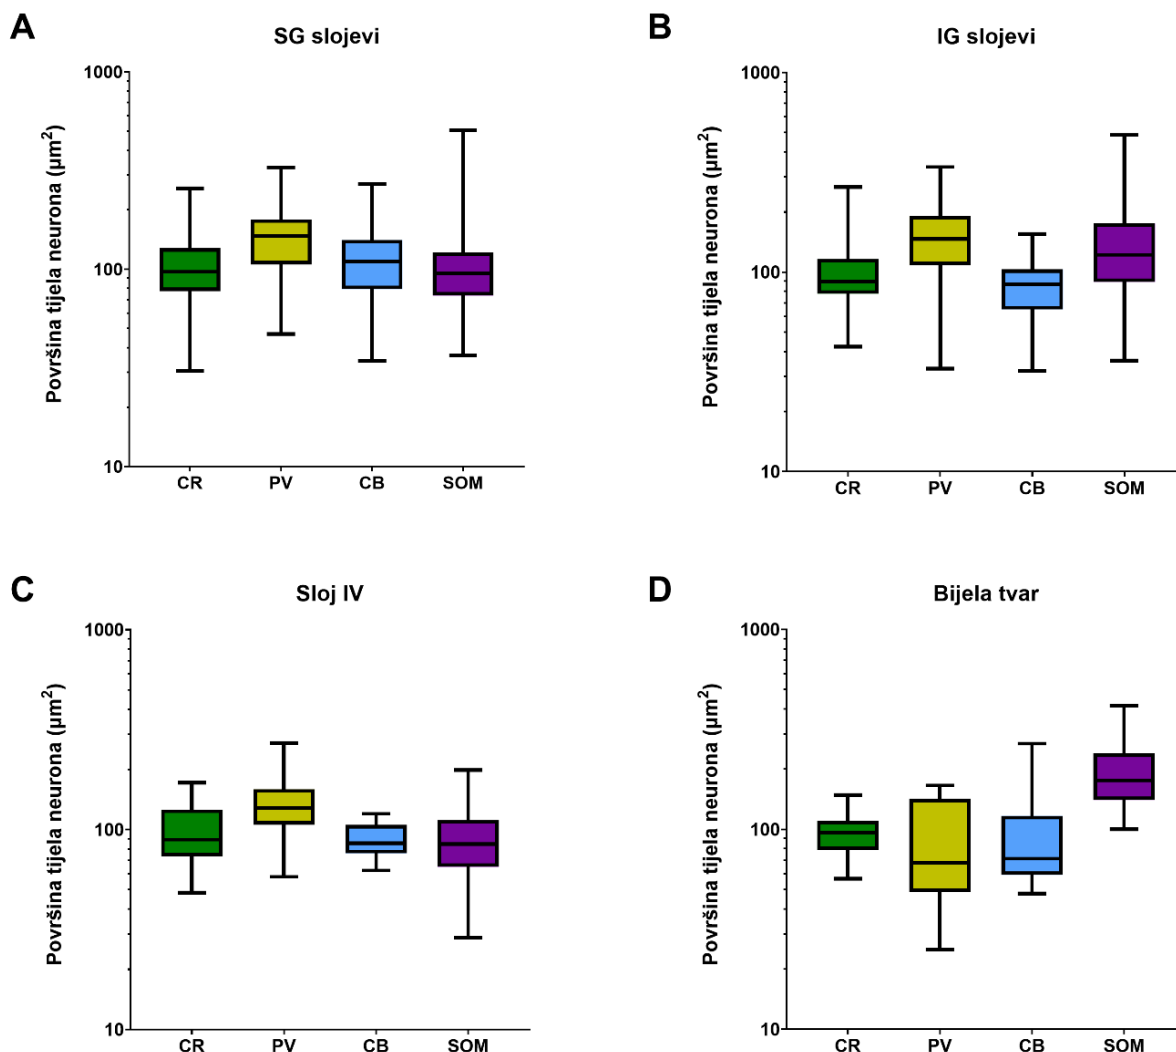 A
SG slojevi
Površina tijela neurona (µm²)
1000
100
10
CR PV CB SOM
B
IG slojevi
Površina tijela neurona (µm²)
1000
100
10
CR PV CB SOM
C
Sloj IV
Površina tijela neurona (µm²)
1000
100
10
CR PV CB SOM
D
Bijela tvar
Površina tijela neurona (µm²)
1000
100
10
CR PV CB SOM